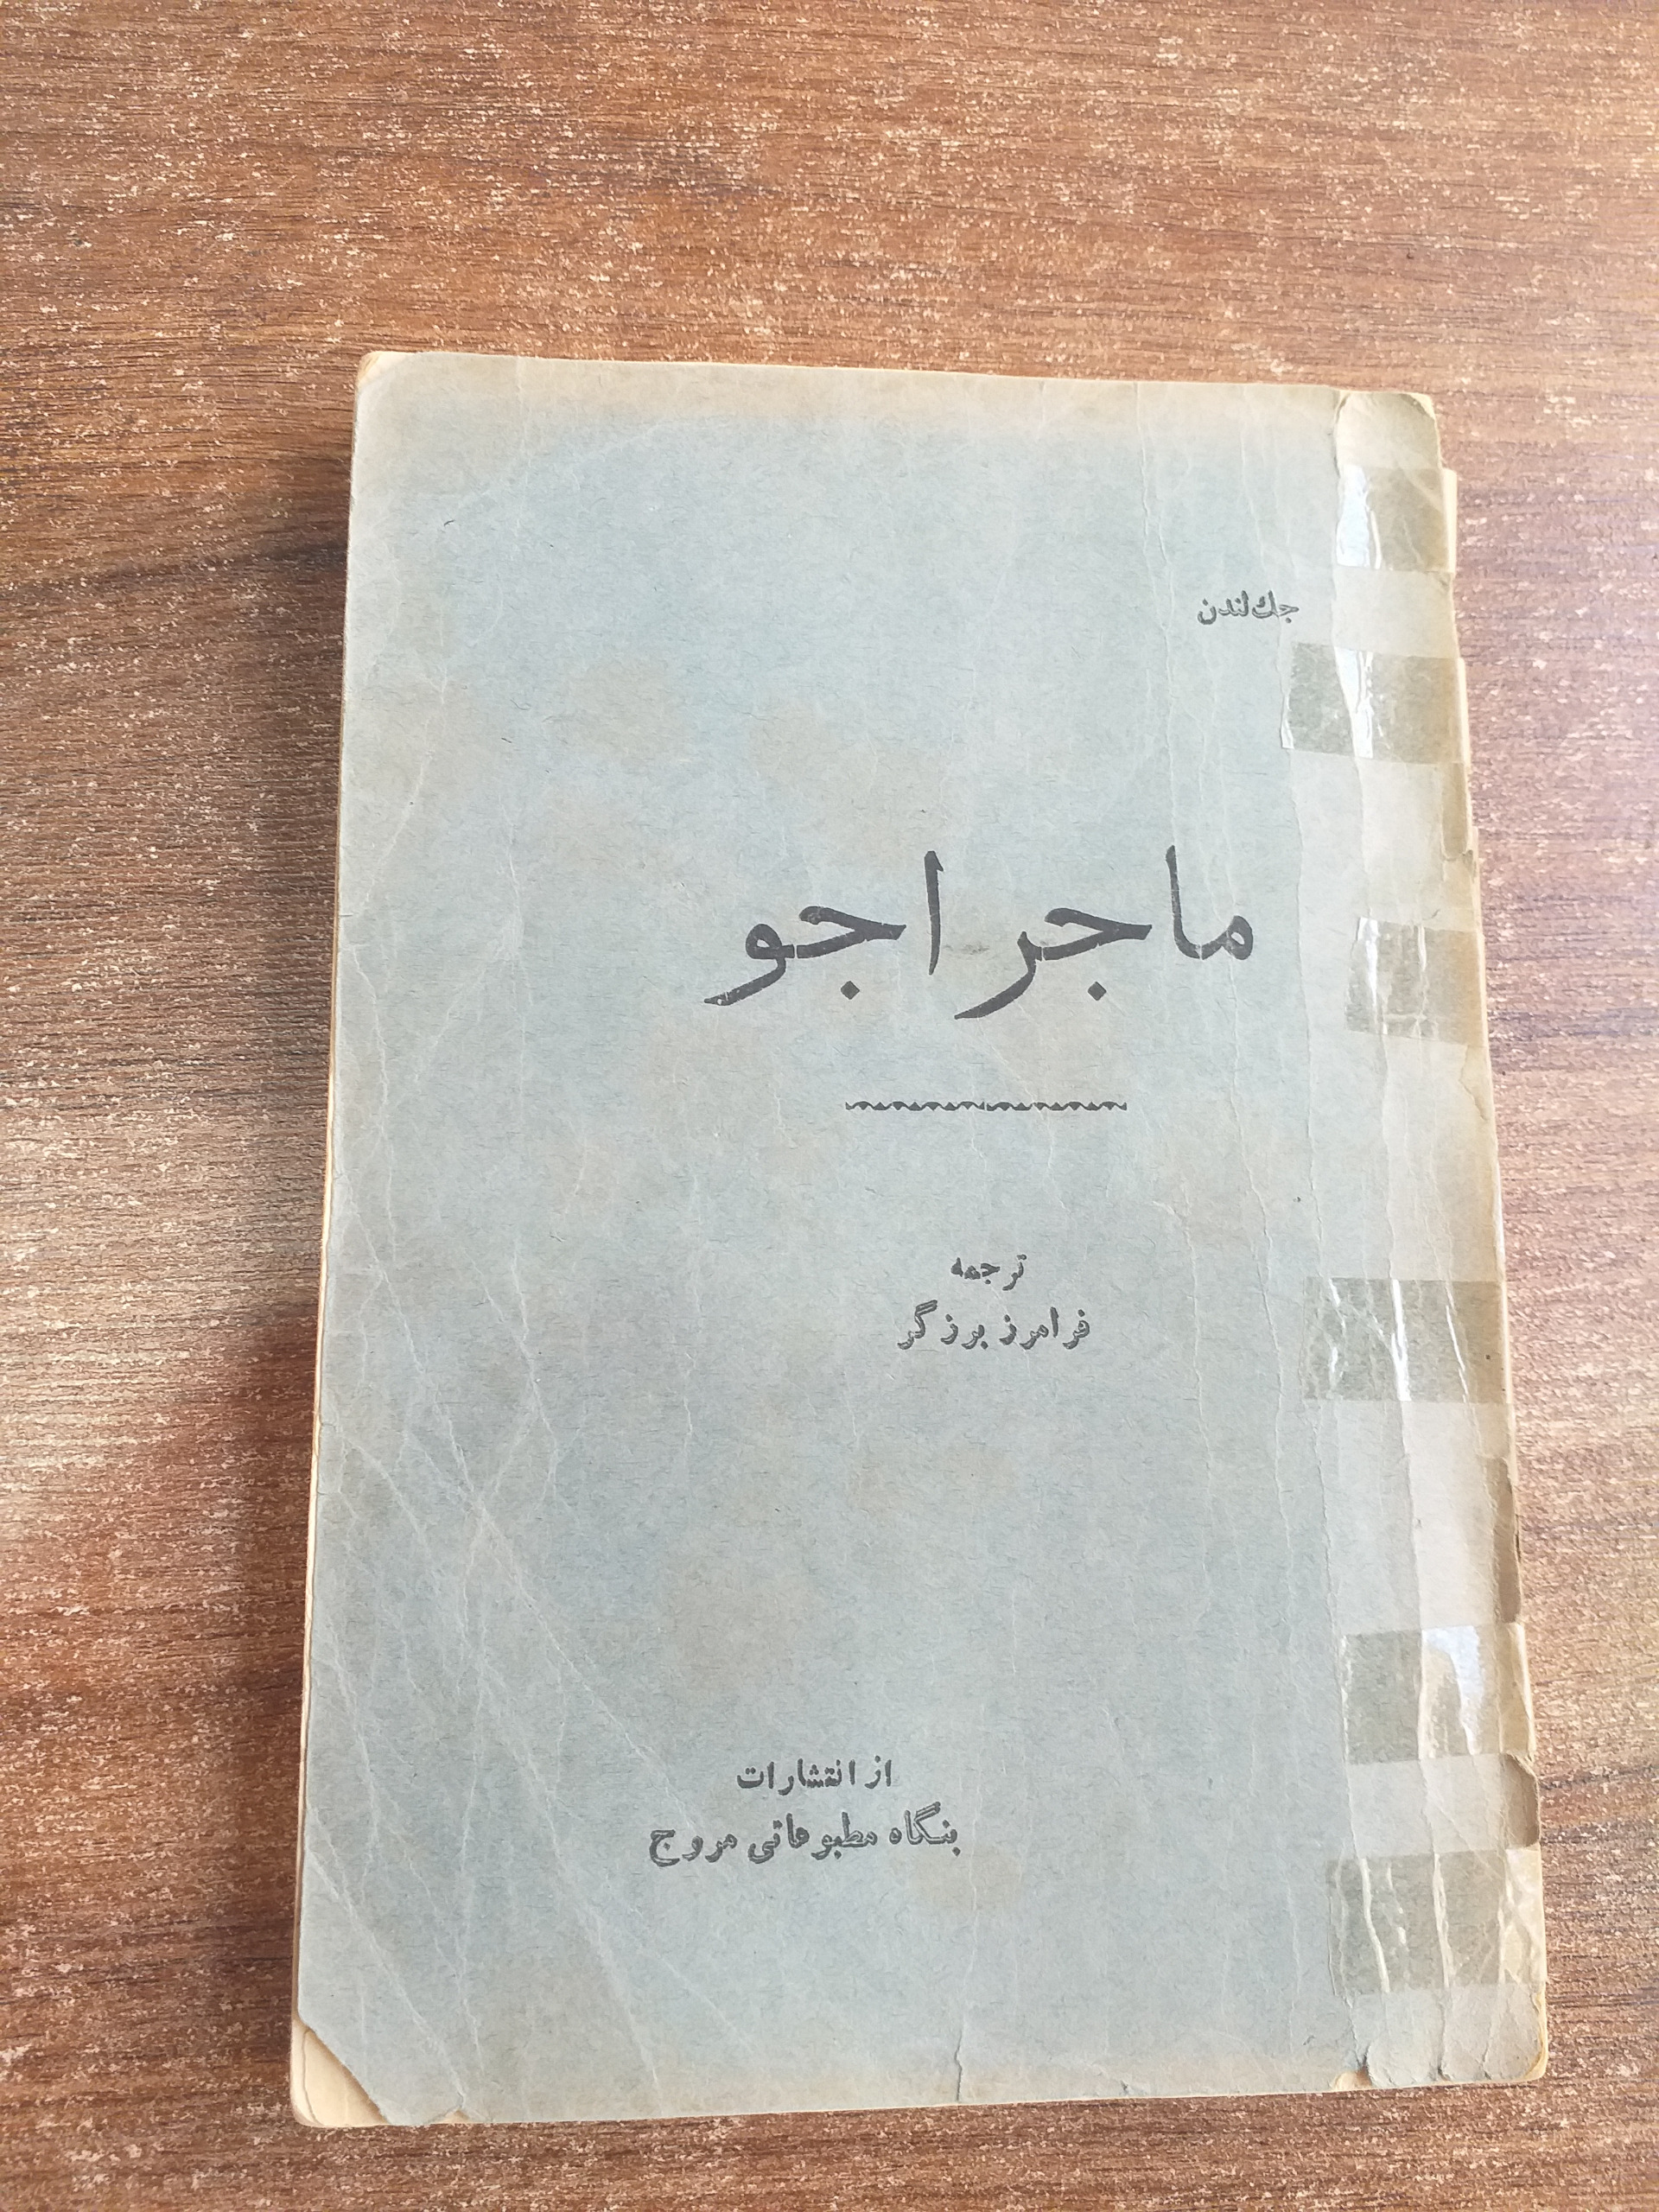 جك لندن
ماجراجو
ترجمه
فرامرز برزگر
از انتشارات
بنگاه مطبوعاتی مروج